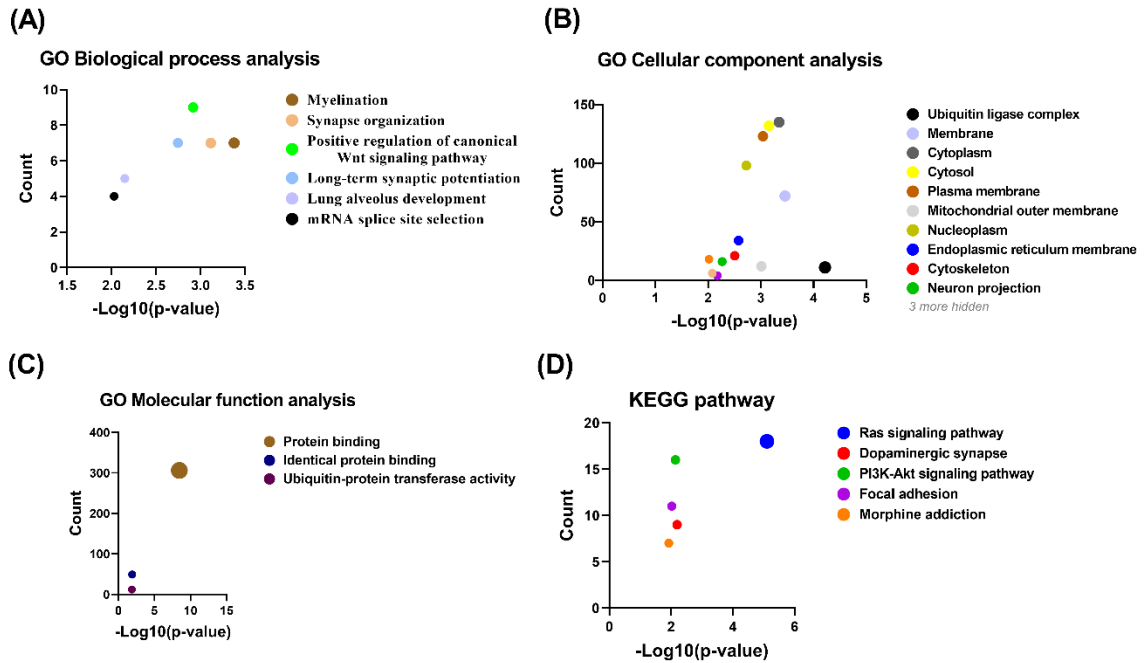 (A)
GO Biological process analysis
10
8
6
4
2
0
1.5
2.0
2.5
3.0
3.5
Count
-Log10(p-value)
Myelination
Synapse organization
Positive regulation of canonical
Wnt signaling pathway
Long-term synaptic potentiation
Lung alveolus development
mRNA splice site selection
(B)
GO Cellular component analysis
150
100
50
0
0
1
2
3
4
5
Count
-Log10(p-value)
Ubiquitin ligase complex
Membrane
Cytoplasm
Cytosol
Plasma membrane
Mitochondrial outer membrane
Nucleoplasm
Endoplasmic reticulum membrane
Cytoskeleton
Neuron projection
3 more hidden
(C)
GO Molecular function analysis
400
300
200
100
0
0
5
10
15
Count
-Log10(p-value)
Protein binding
Identical protein binding
Ubiquitin-protein transferase activity
(D)
KEGG pathway
20
15
10
5
0
0
2
4
6
Count
-Log10(p-value)
Ras signaling pathway
Dopaminergic synapse
PI3K-Akt signaling pathway
Focal adhesion
Morphine addiction